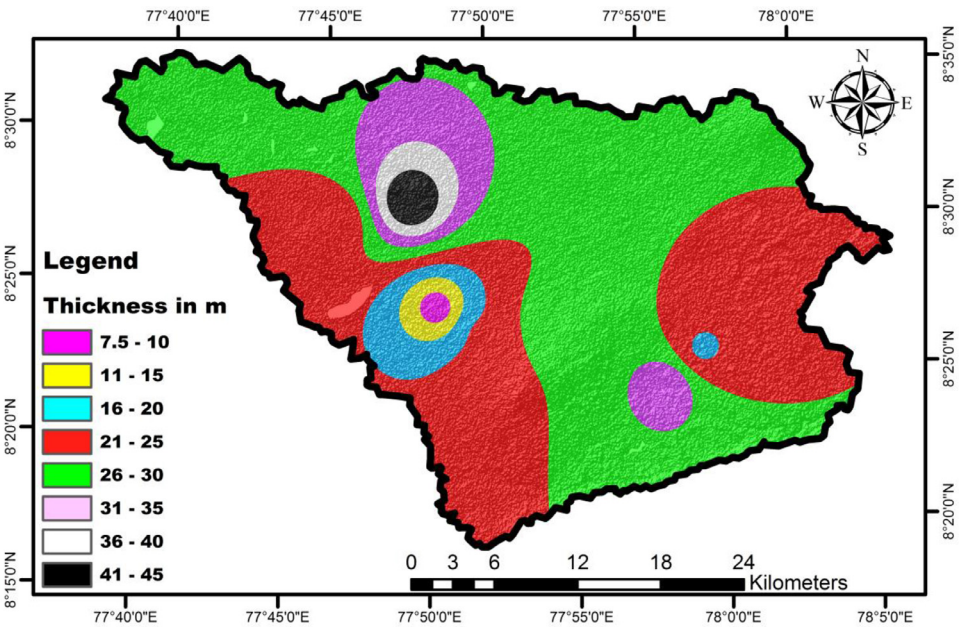 77°40'0"E 77°45'0"E 77°50'0"E 77°55'0"E 78°0'0"E
8°35'0"N
N
W E
S
8°30'0"N
8°30'0"N
8°25'0"N
8°25'0"N
8°20'0"N
8°20'0"N
8°15'0"N
Legend
Thickness in m
7.5 - 10
11 - 15
16 - 20
21 - 25
26 - 30
31 - 35
36 - 40
41 - 45
0 3 6 12 18 24
Kilometers
77°40'0"E 77°45'0"E 77°50'0"E 77°55'0"E 78°0'0"E 78°5'0"E